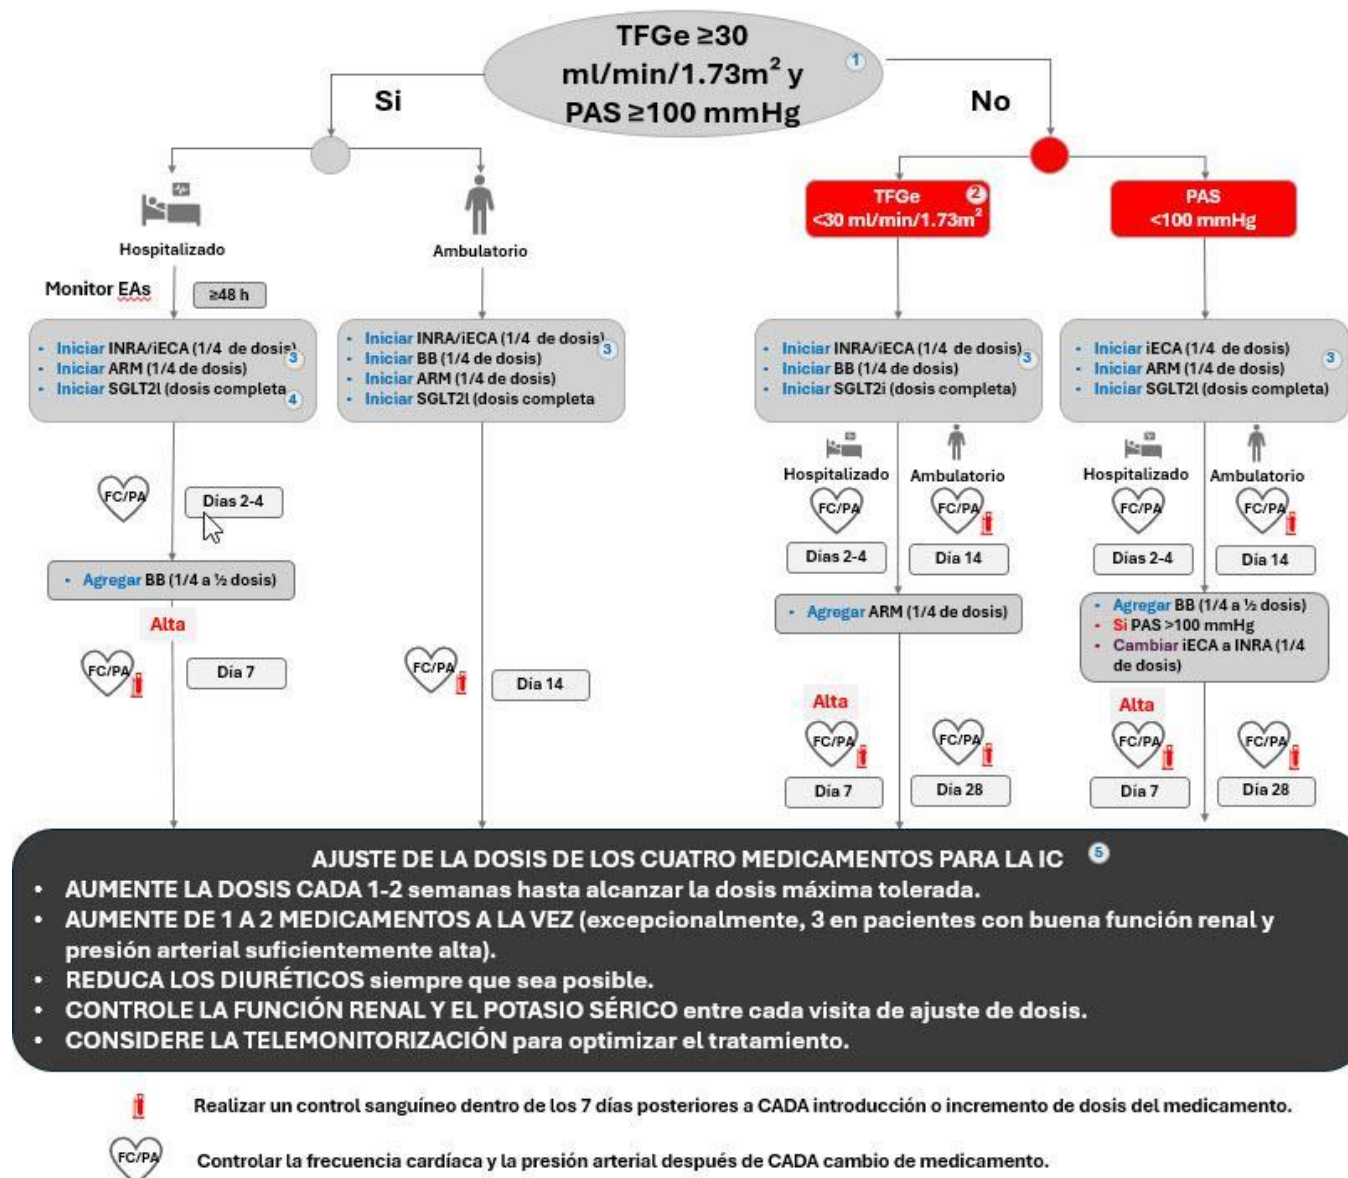 TFGe ≥30
ml/min/1.73m² y
PAS ≥100 mmHg
1
Si
No
TFGe
<30 ml/min/1.73m²
2
PAS
<100 mmHg
Hospitalizado
Ambulatorio
Monitor EAs
≥48 h
• Iniciar INRA/iECA (1/4 de dosis)
• Iniciar ARM (1/4 de dosis)
• Iniciar SGLT2I (dosis completa
3
4
Iniciar INRA/iECA (1/4 de dosis)
• Iniciar BB (1/4 de dosis)
• Iniciar ARM (1/4 de dosis)
• Iniciar SGLT2I (dosis completa
3
• Iniciar INRA/iECA (1/4 de dosis)
• Iniciar BB (1/4 de dosis)
• Iniciar SGLT2i (dosis completa)
3
• Iniciar iECA (1/4 de dosis)
• Iniciar ARM (1/4 de dosis)
• Iniciar SGLT2I (dosis completa)
3
FC/PA
Días 2-4
• Agregar BB (1/4 a ½ dosis)
Alta
FC/PA
Día 7
FC/PA
Día 14
Hospitalizado
Ambulatorio
FC/PA
FC/PA
Días 2-4
Día 14
• Agregar ARM (1/4 de dosis)
Alta
FC/PA
FC/PA
Día 7
Día 28
Hospitalizado
Ambulatorio
FC/PA
FC/PA
Días 2-4
Día 14
• Agregar BB (1/4 a ½ dosis)
• Si PAS >100 mmHg
• Cambiar iECA a INRA (1/4
de dosis)
Alta
FC/PA
FC/PA
Día 7
Día 28
AJUSTE DE LA DOSIS DE LOS CUATRO MEDICAMENTOS PARA LA IC 5
• AUMENTE LA DOSIS CADA 1-2 semanas hasta alcanzar la dosis máxima tolerada.
• AUMENTE DE 1 A 2 MEDICAMENTOS A LA VEZ (excepcionalmente, 3 en pacientes con buena función renal y
presión arterial suficientemente alta).
• REDUCA LOS DIURÉTICOS siempre que sea posible.
• CONTROLE LA FUNCIÓN RENAL Y EL POTASIO SÉRICO entre cada visita de ajuste de dosis.
• CONSIDERE LA TELEMONITORIZACIÓN para optimizar el tratamiento.
Realizar un control sanguíneo dentro de los 7 días posteriores a CADA introducción o incremento de dosis del medicamento.
FC/PA
Controlar la frecuencia cardíaca y la presión arterial después de CADA cambio de medicamento.